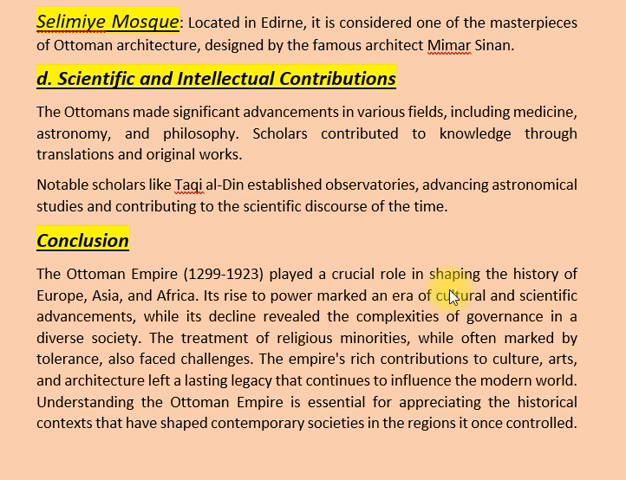 Selimiye Mosque: Located in Edirne, it is considered one of the masterpieces
of Ottoman architecture, designed by the famous architect Mimar Sinan.
d. Scientific and Intellectual Contributions
The Ottomans made significant advancements in various fields, including medicine,
astronomy, and philosophy. Scholars contributed to knowledge through
translations and original works.
Notable scholars like Taqi al-Din established observatories, advancing astronomical
studies and contributing to the scientific discourse of the time.
Conclusion
The Ottoman Empire (1299-1923) played a crucial role in shaping the history of
Europe, Asia, and Africa. Its rise to power marked an era of cultural and scientific
advancements, while its decline revealed the complexities of governance in a
diverse society. The treatment of religious minorities, while often marked by
tolerance, also faced challenges. The empire's rich contributions to culture, arts,
and architecture left a lasting legacy that continues to influence the modern world.
Understanding the Ottoman Empire is essential for appreciating the historical
contexts that have shaped contemporary societies in the regions it once controlled.